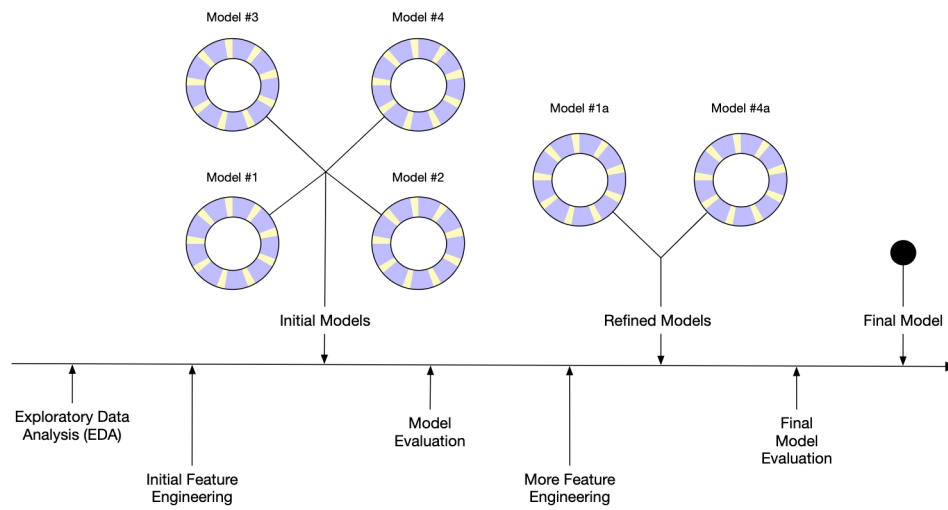 Model #3
Model #4
Model #1a
Model #4a
Model #1
Model #2
Initial Models
Refined Models
Final Model
Exploratory Data
Analysis (EDA)
Model
Evaluation
Final
Model
Evaluation
Initial Feature
Engineering
More Feature
Engineering